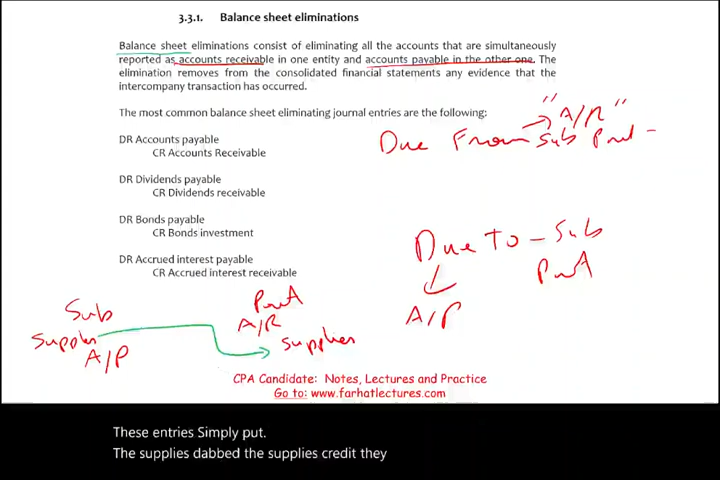 3.3.1. Balance sheet eliminations
Balance sheet eliminations consist of eliminating all the accounts that are simultaneously
reported as accounts receivable in one entity and accounts payable in the other one. The
elimination removes from the consolidated financial statements any evidence that the
intercompany transaction has occurred.
The most common balance sheet eliminating journal entries are the following:
" A/R "
DR Accounts payable
Due From Sub
CR Accounts Receivable
DR Dividends payable
CR Dividends receivable
DR Bonds payable
CR Bonds investment
Due To - Sub
DR Accrued interest payable
CR Accrued interest receivable
A/P
Sub
A/R
Supplies
A/P
Supplies
CPA Candidate: Notes, Lectures and Practice
Go to: www.farhatlectures.com
These entries Simply put.
The supplies dabbed the supplies credit they